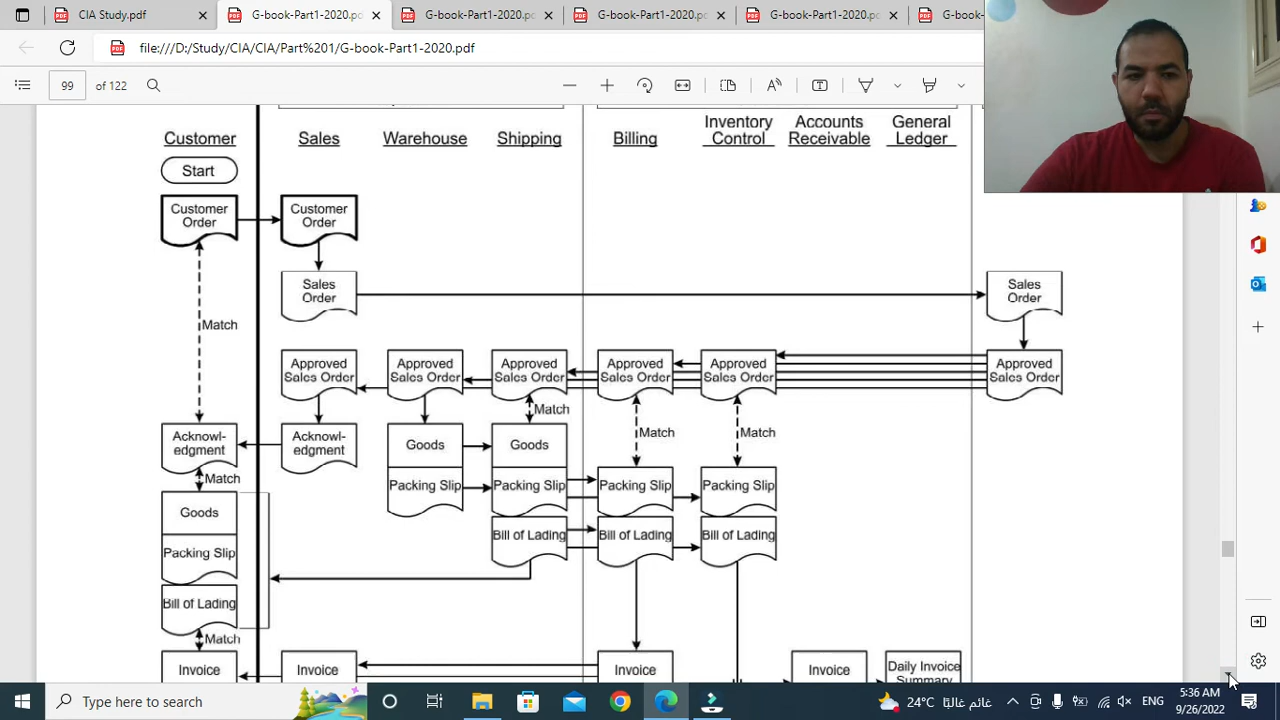 CIA Study.pdf
G-book-Part1-2020.pdf
G-book-Part1-2020.pdf
G-book-Part1-2020.pdf
G-book-Part1-2020.pdf
G-book
file:///D:/Study/CIA/CIA/Part%201/G-book-Part1-2020.pdf
99 of 122
Customer
Sales
Warehouse
Shipping
Billing
Inventory
Control
Accounts
Receivable
General
Ledger
Start
Customer
Order
Customer
Order
Sales
Order
Sales
Order
Match
Approved
Sales Order
Approved
Sales Order
Approved
Sales Order
Approved
Sales Order
Approved
Sales Order
Approved
Sales Order
Match
Match
Match
Acknowl-
edgment
Acknowl-
edgment
Goods
Goods
Match
Packing Slip
Packing Slip
Packing Slip
Packing Slip
Goods
Bill of Lading
Bill of Lading
Bill of Lading
Packing Slip
Bill of Lading
Match
Invoice
Invoice
Invoice
Invoice
Daily Invoice
Summary
Type here to search
24°C غائم غالبًا
ENG
5:36 AM
9/26/2022